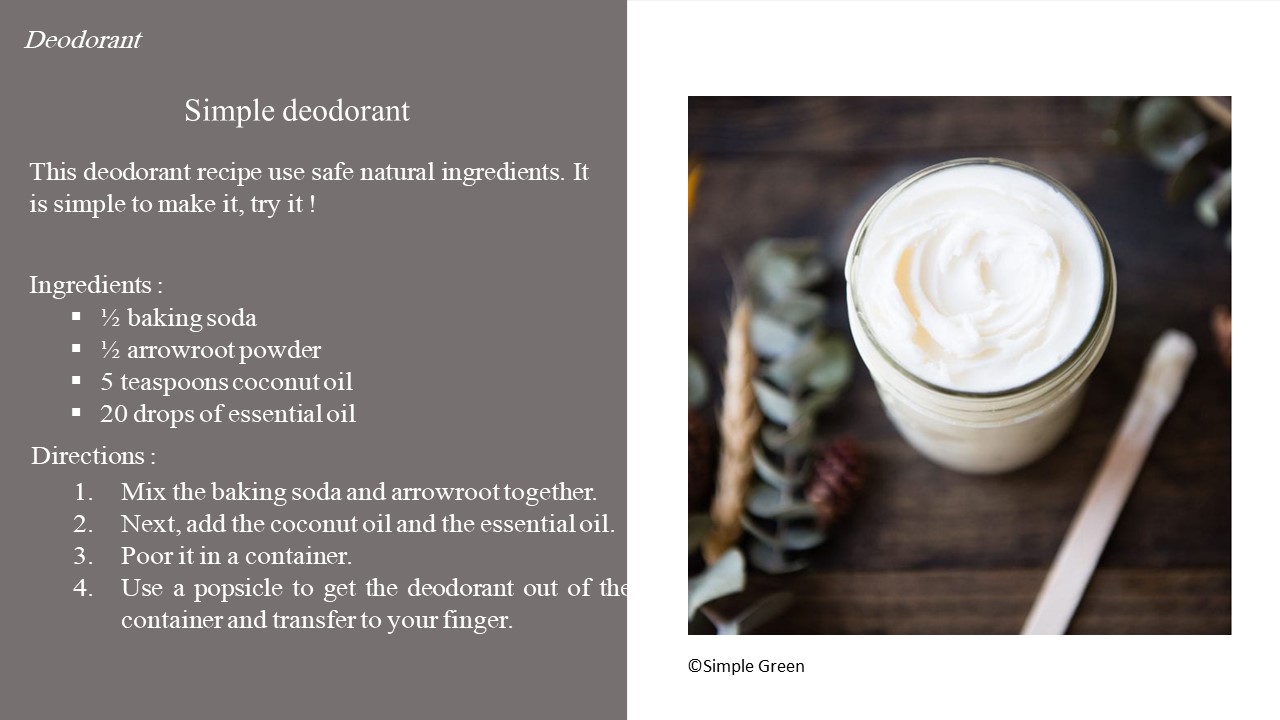 Deodorant
Simple deodorant
This deodorant recipe use safe natural ingredients. It
is simple to make it, try it !
Ingredients :
▪ ½ baking soda
▪ ½ arrowroot powder
▪ 5 teaspoons coconut oil
▪ 20 drops of essential oil
Directions :
1. Mix the baking soda and arrowroot together.
2. Next, add the coconut oil and the essential oil.
3. Poor it in a container.
4. Use a popsicle to get the deodorant out of the
container and transfer to your finger.
©Simple Green